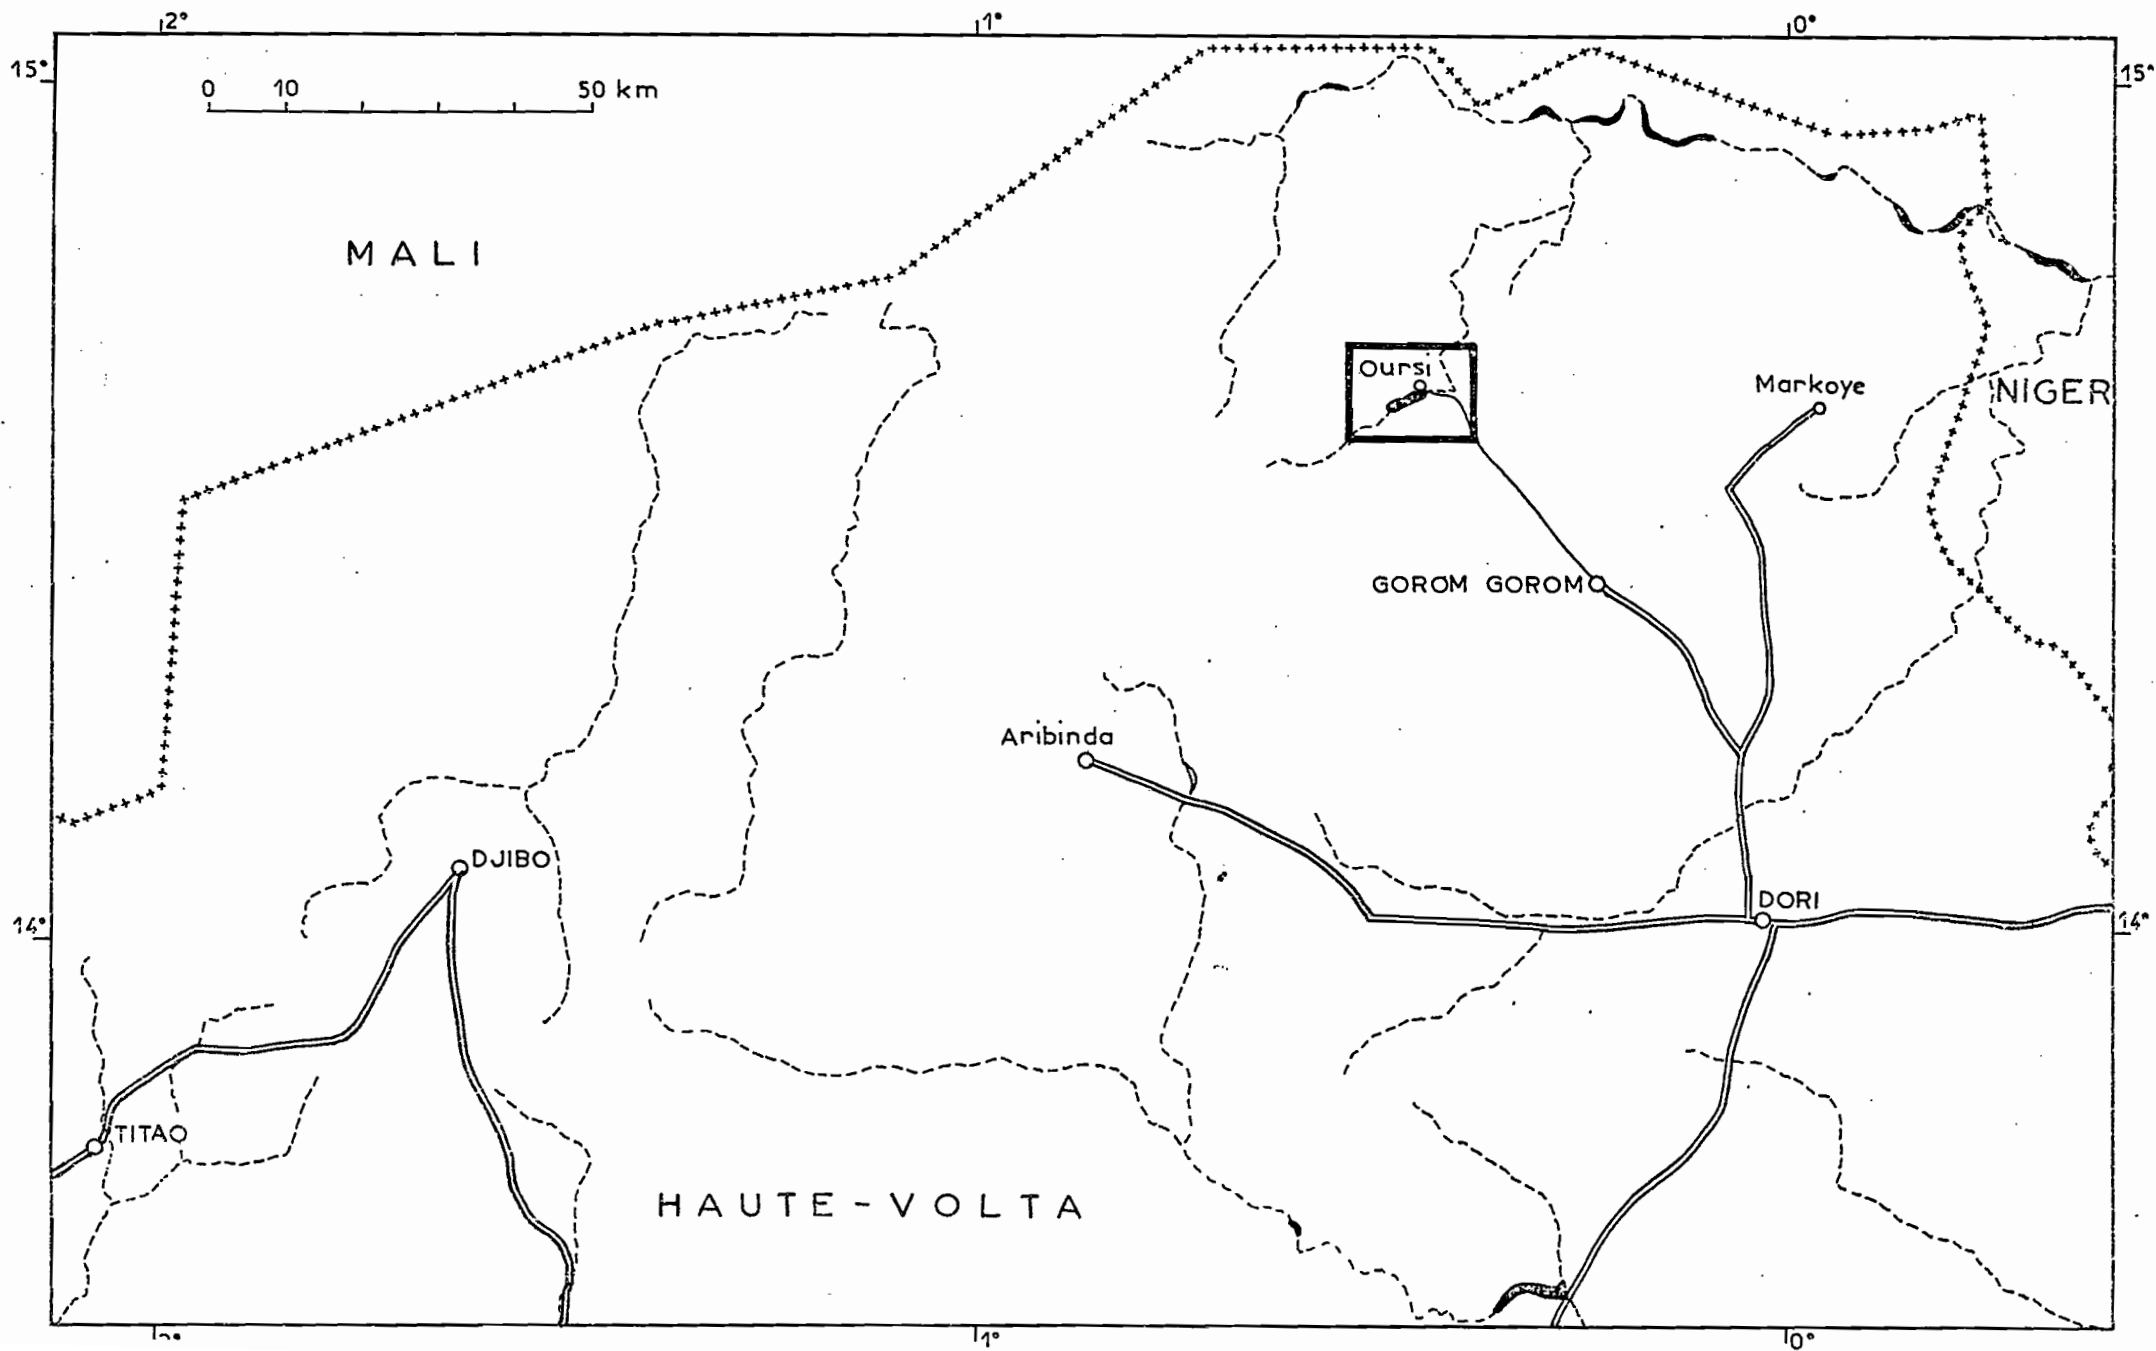 2° 1° 0°
15° 15°
0 10 50 km
MALI
Oursi
Markoye
NIGER
GOROM GOROM
Aribinda
DJIBO
DORI
14° 14°
TITAO
HAUTE-VOLTA
1° 0°